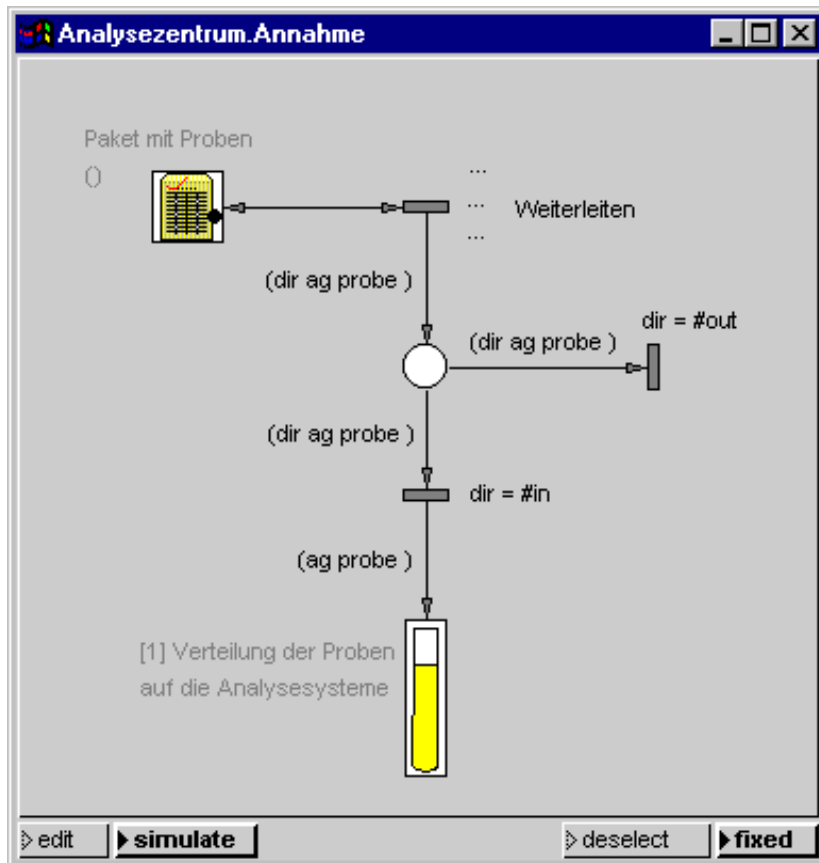 Analysezentrum.Annahme
Paket mit Proben
()
...
... Weiterleiten
...
(dir ag probe )
dir = #out
(dir ag probe )
(dir ag probe )
dir = #in
(ag probe )
[1] Verteilung der Proben
auf die Analysesysteme
edit simulate deselect fixed